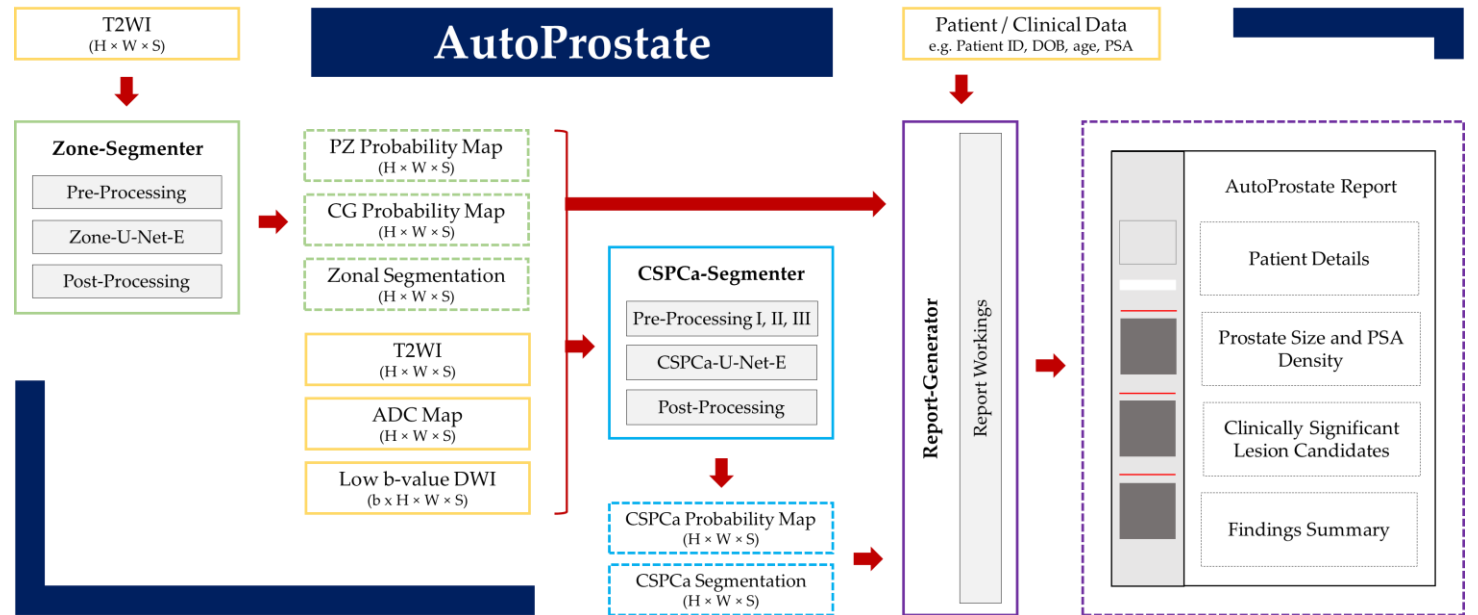 T2WI
(H × W × S)
AutoProstate
Patient / Clinical Data
e.g. Patient ID, DOB, age, PSA
Zone-Segmenter
Pre-Processing
Zone-U-Net-E
Post-Processing
PZ Probability Map
(H × W × S)
CG Probability Map
(H × W × S)
Zonal Segmentation
(H × W × S)
T2WI
(H × W × S)
ADC Map
(H × W × S)
Low b-value DWI
(b x H × W × S)
CSPCa-Segmenter
Pre-Processing I, II, III
CSPCa-U-Net-E
Post-Processing
CSPCa Probability Map
(H × W × S)
CSPCa Segmentation
(H × W × S)
Report-Generator
Report Workings
AutoProstate Report
Patient Details
Prostate Size and PSA
Density
Clinically Significant
Lesion Candidates
Findings Summary